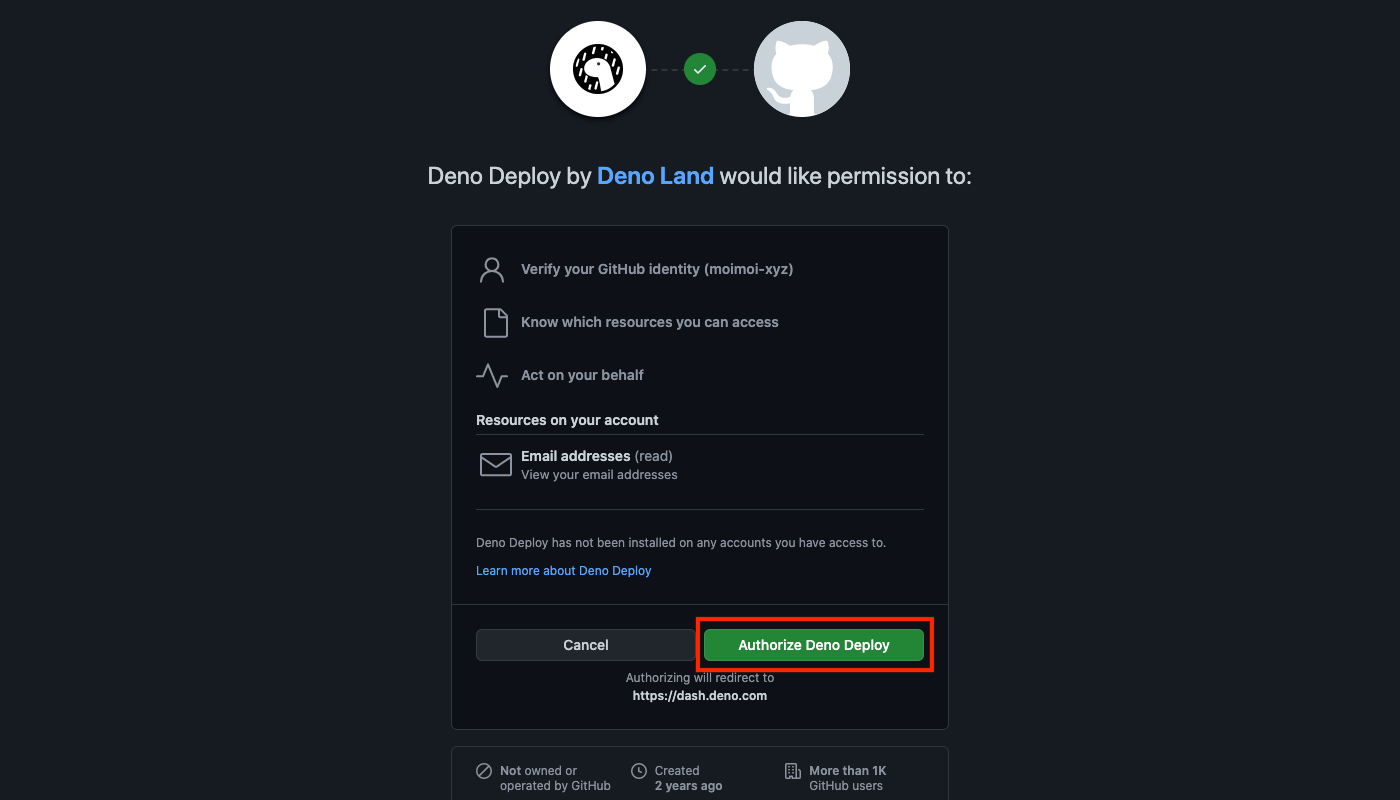 Deno Deploy by Deno Land would like permission to:
Verify your GitHub identity (moimoi-xyz)
Know which resources you can access
Act on your behalf
Resources on your account
Email addresses (read)
View your email addresses
Deno Deploy has not been installed on any accounts you have access to.
Learn more about Deno Deploy
Cancel
Authorize Deno Deploy
Authorizing will redirect to
https://dash.deno.com
Not owned or
operated by GitHub
Created
2 years ago
More than 1K
GitHub users